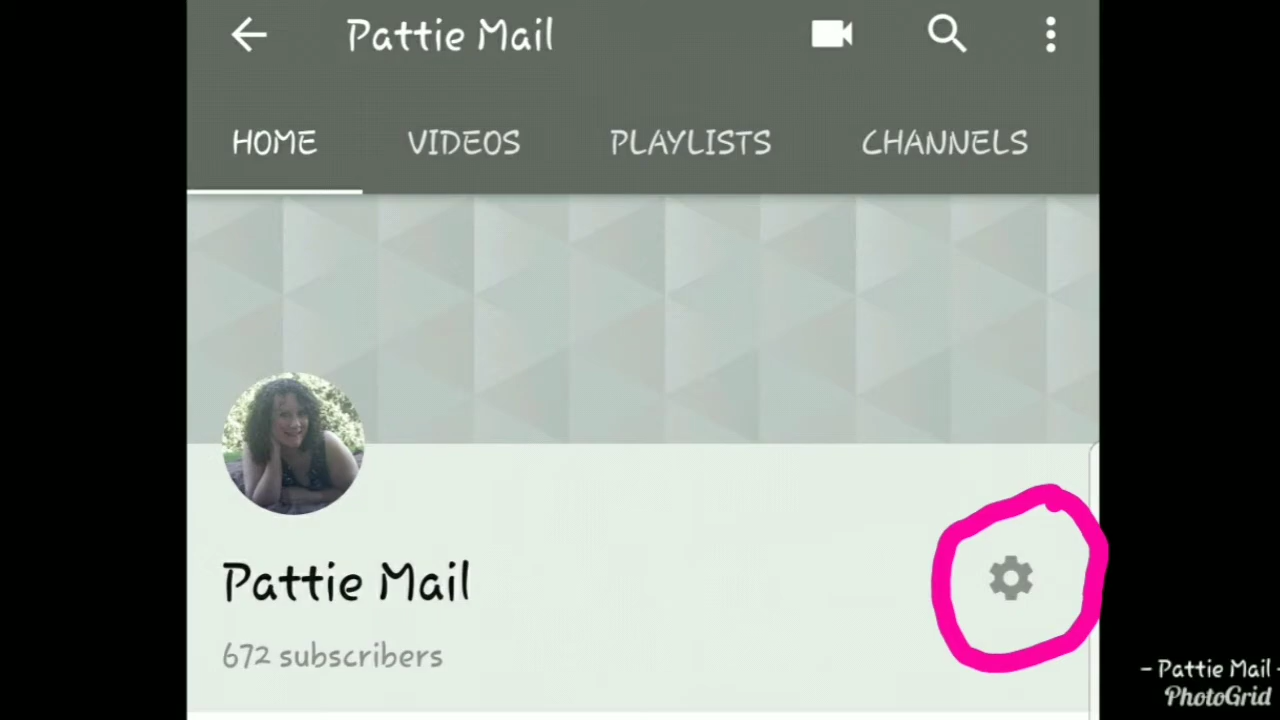 Pattie Mail
HOME VIDEOS PLAYLISTS CHANNELS
Pattie Mail
672 subscribers
- Pattie Mail -
PhotoGrid